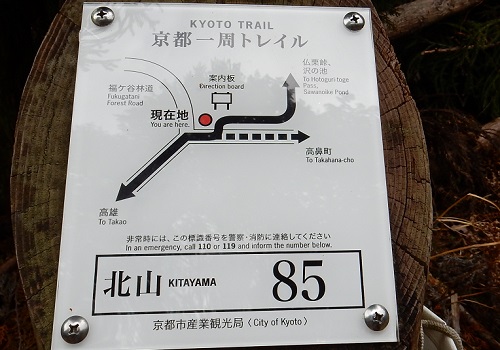 KYOTO TRAIL
京都一周トレイル
仏栗峠、
沢の池
To Hotoguri toge
Pass,
Sawanoike Pond
案内板
Direction board
福ケ谷林道
Fukugatani
Forest Road
現在地
You are here.
高鼻町
To Takahana-cho
高雄
To Takao
非常時には、この標識番号を警察・消防に連絡してください
In an emergency, call 110 or 119 and inform the number below.
北山 KITAYAMA 85
京都市産業観光局〈City of Kyoto〉